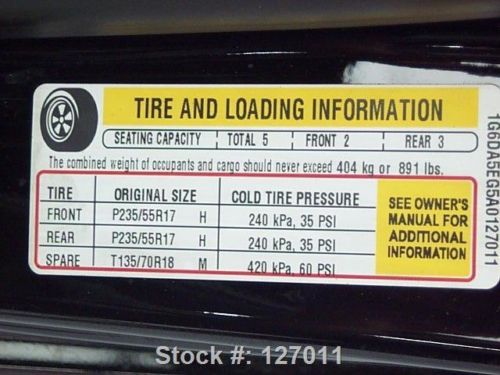 TIRE AND LOADING INFORMATION
SEATING CAPACITY TOTAL 5 FRONT 2 REAR 3
The combined weight of occupants and cargo should never exceed 404 kg or 891 lbs.
TIRE ORIGINAL SIZE COLD TIRE PRESSURE
FRONT P235/55R17 H 240 kPa, 35 PSI
REAR P235/55R17 H 240 kPa, 35 PSI
SPARE T135/70R18 M 420 kPa, 60 PSI
SEE OWNER'S
MANUAL FOR
ADDITIONAL
INFORMATION
1G6DA5EG5A0127011
Stock #: 127011